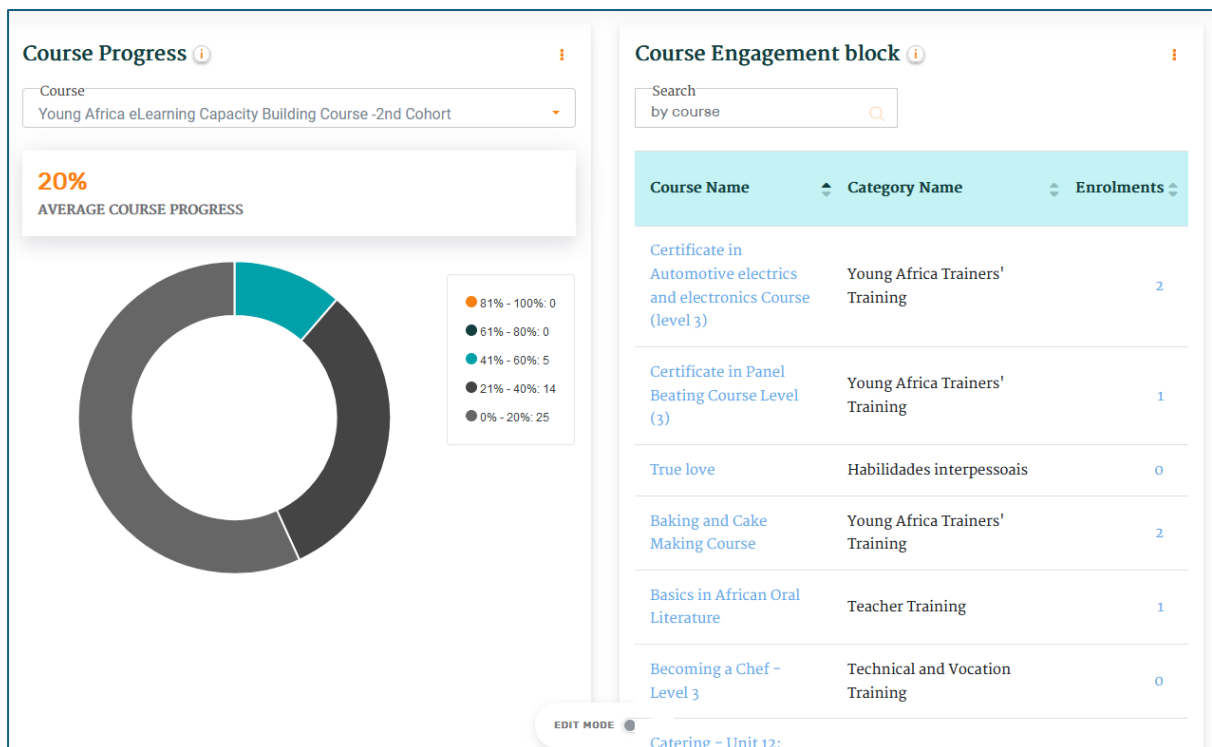 Course Progress
Course
Young Africa eLearning Capacity Building Course -2nd Cohort
20%
AVERAGE COURSE PROGRESS
81% - 100%: 0
61% - 80%: 0
41% - 60%: 5
21% - 40%: 14
0% - 20%: 25
Course Engagement block
Search
by course
Course Name
Category Name
Enrolments
Certificate in
Automotive electrics
and electronics Course
(level 3)
Young Africa Trainers'
Training
2
Certificate in Panel
Beating Course Level
(3)
Young Africa Trainers'
Training
1
True love
Habilidades interpessoais
0
Baking and Cake
Making Course
Young Africa Trainers'
Training
2
Basics in African Oral
Literature
Teacher Training
1
Becoming a Chef –
Level 3
Technical and Vocation
Training
0
Catering – Unit 12:
EDIT MODE